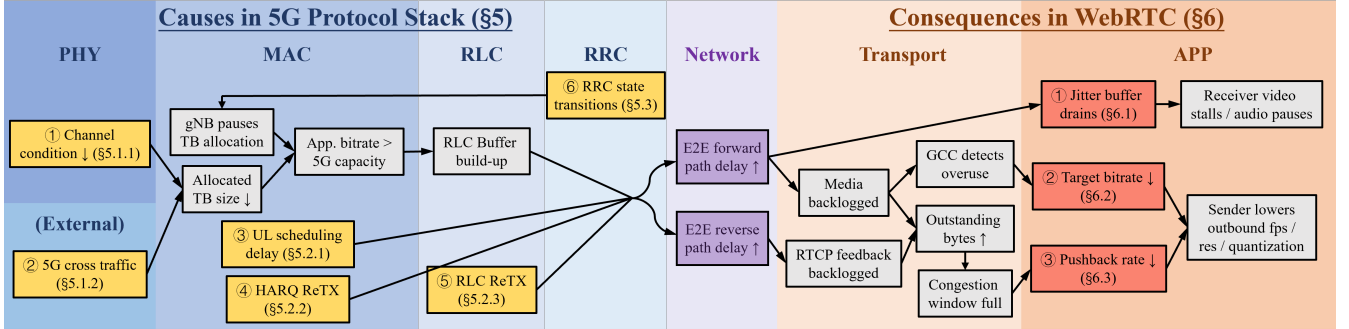 Causes in 5G Protocol Stack (§5)
Consequences in WebRTC (§6)
PHY
MAC
RLC
RRC
Network
Transport
APP
① Channel
condition ↓ (§5.1.1)
(External)
② 5G cross traffic
(§5.1.2)
gNB pauses
TB allocation
Allocated
TB size ↓
App. bitrate >
5G capacity
③ UL scheduling
delay (§5.2.1)
④ HARQ ReTX
(§5.2.2)
RLC Buffer
build-up
⑤ RLC ReTX
(§5.2.3)
⑥ RRC state
transitions (§5.3)
E2E forward
path delay ↑
E2E reverse
path delay ↑
Media
backlogged
RTCP feedback
backlogged
GCC detects
overuse
Outstanding
bytes ↑
Congestion
window full
① Jitter buffer
drains (§6.1)
② Target bitrate ↓
(§6.2)
③ Pushback rate ↓
(§6.3)
Receiver video
stalls / audio pauses
Sender lowers
outbound fps /
res / quantization